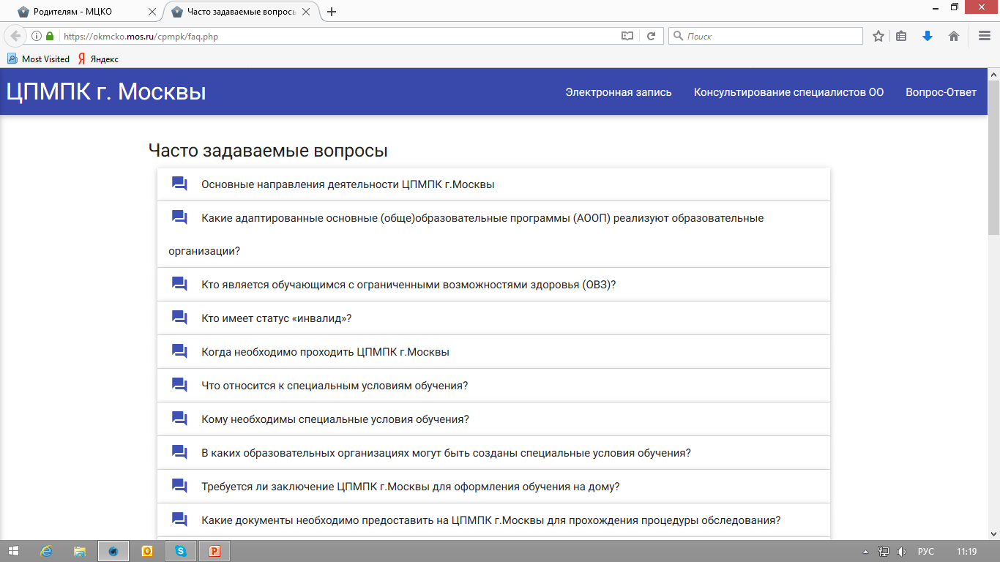 Родителям - МЦКО
Часто задаваемые вопросы
https://okmcko.mos.ru/cpmpk/faq.php
Поиск
Most Visited
Яндекс
ЦПМПК г. Москвы
Электронная запись
Консультирование специалистов ОО
Вопрос-Ответ
Часто задаваемые вопросы
Основные направления деятельности ЦПМПК г.Москвы
Какие адаптированные основные (обще)образовательные программы (АООП) реализуют образовательные
организации?
Кто является обучающимся с ограниченными возможностями здоровья (ОВЗ)?
Кто имеет статус «инвалид»?
Когда необходимо проходить ЦПМПК г.Москвы
Что относится к специальным условиям обучения?
Кому необходимы специальные условия обучения?
В каких образовательных организациях могут быть созданы специальные условия обучения?
Требуется ли заключение ЦПМПК г.Москвы для оформления обучения на дому?
Какие документы необходимо предоставить на ЦПМПК г.Москвы для прохождения процедуры обследования?
РУС
11:19